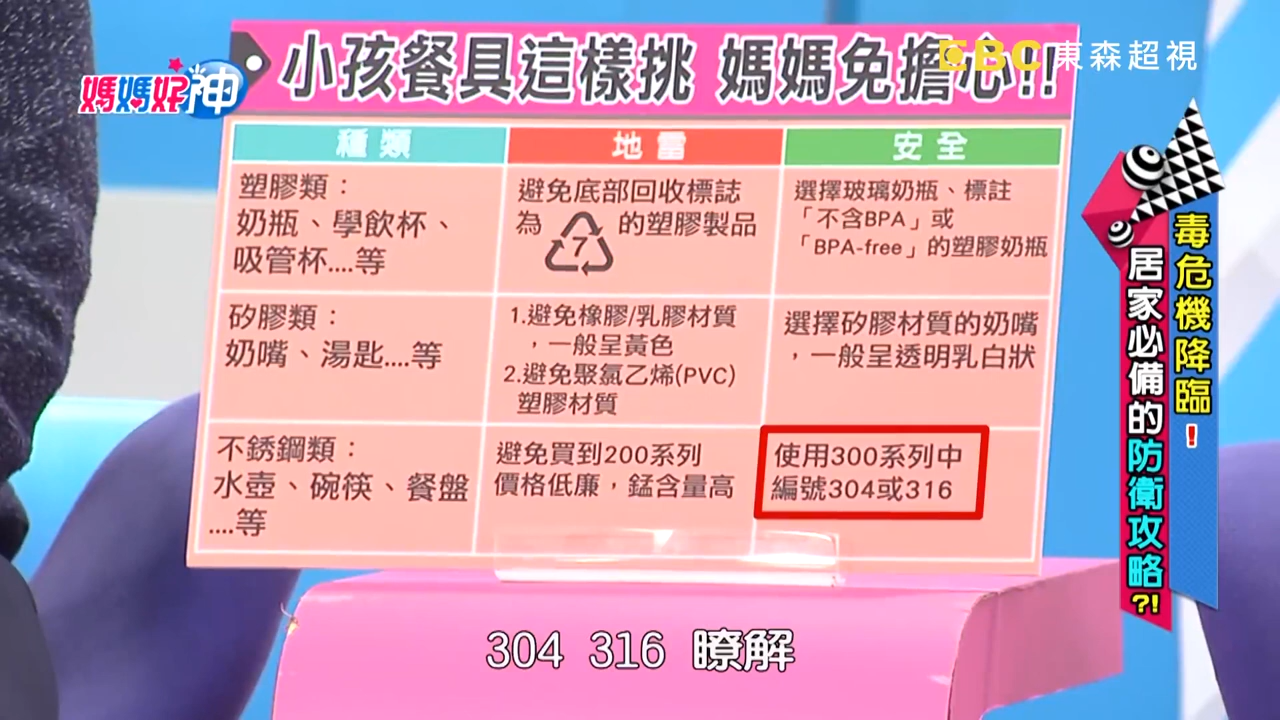 媽媽好神
小孩餐具這樣挑 媽媽免擔心!!
EBC東森超視
種類
地雷
安全
塑膠類：
奶瓶、學飲杯、
吸管杯....等
避免底部回收標誌
為 7 的塑膠製品
選擇玻璃奶瓶、標註
「不含BPA」或
「BPA-free」的塑膠奶瓶
矽膠類：
奶嘴、湯匙....等
1.避免橡膠/乳膠材質
，一般呈黃色
2.避免聚氯乙烯(PVC)
塑膠材質
選擇矽膠材質的奶嘴
，一般呈透明乳白狀
不銹鋼類：
水壺、碗筷、餐盤
....等
避免買到200系列
價格低廉，錳含量高
使用300系列中
編號304或316
毒危機降臨！
居家必備的防衛攻略?!
304 316 瞭解